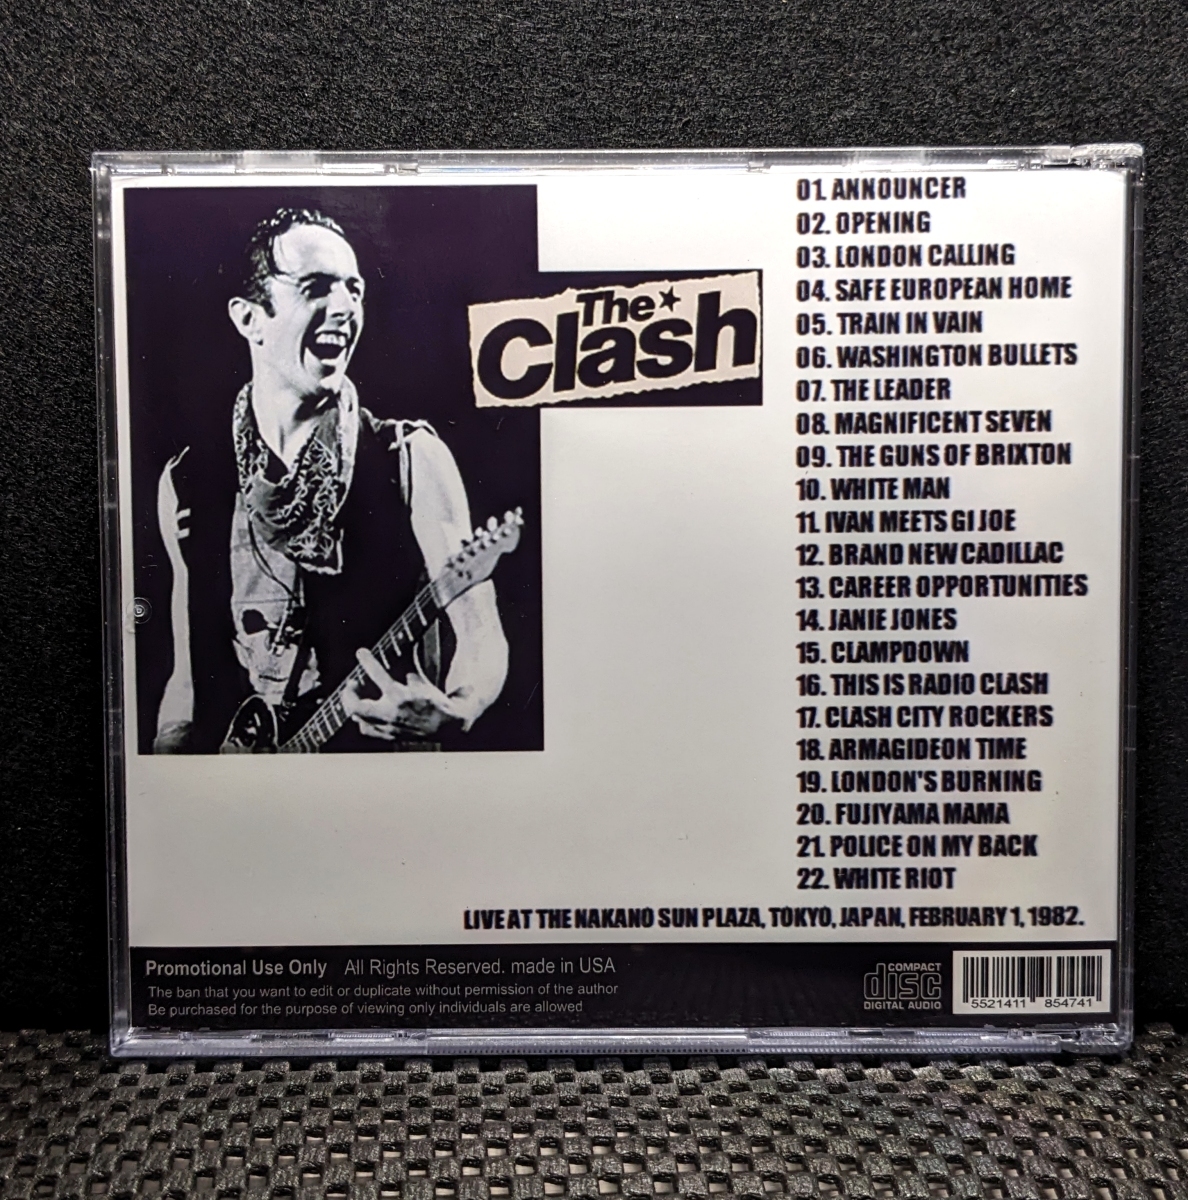 The
Clash
01. ANNOUNCER
02. OPENING
03. LONDON CALLING
04. SAFE EUROPEAN HOME
05. TRAIN IN VAIN
06. WASHINGTON BULLETS
07. THE LEADER
08. MAGNIFICENT SEVEN
09. THE GUNS OF BRIXTON
10. WHITE MAN
11. IVAN MEETS GI JOE
12. BRAND NEW CADILLAC
13. CAREER OPPORTUNITIES
14. JANIE JONES
15. CLAMPDOWN
16. THIS IS RADIO CLASH
17. CLASH CITY ROCKERS
18. ARMAGIDEON TIME
19. LONDON'S BURNING
20. FUJIYAMA MAMA
21. POLICE ON MY BACK
22. WHITE RIOT
LIVE AT THE NAKANO SUN PLAZA, TOKYO, JAPAN, FEBRUARY 1, 1982.
Promotional Use Only All Rights Reserved. made in USA
The ban that you want to edit or duplicate without permission of the author
Be purchased for the purpose of viewing only individuals are allowed
COMPACT
disc
DIGITAL AUDIO
5521411 854741